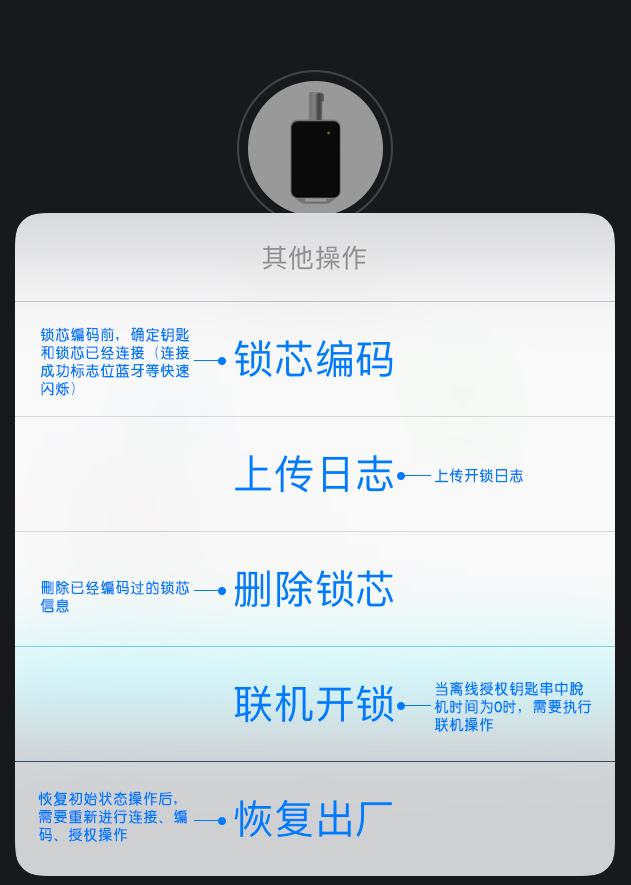 其他操作
锁芯编码前，确定钥匙
和锁芯已经连接（连接
成功标志位蓝牙等快速
闪烁）
锁芯编码
上传日志
上传开锁日志
删除已经编码过的锁芯
信息
删除锁芯
联机开锁
当离线授权钥匙串中脱
机时间为0时，需要执行
联机操作
恢复初始状态操作后，
需要重新进行连接、编
码、授权操作
恢复出厂